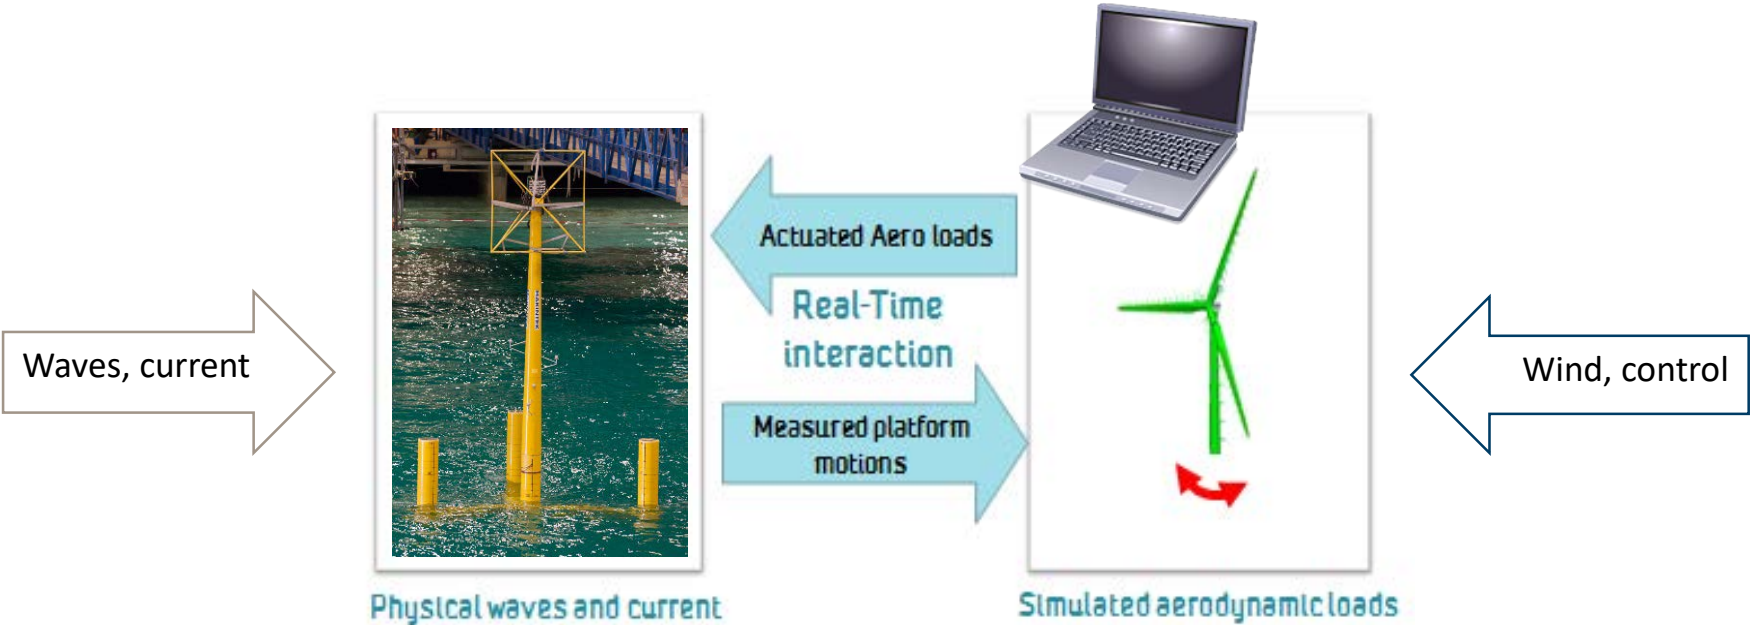 Waves, current
Actuated Aero loads
Real-Time
interaction
Measured platform
motions
Wind, control
Physical waves and current
Simulated aerodynamic loads